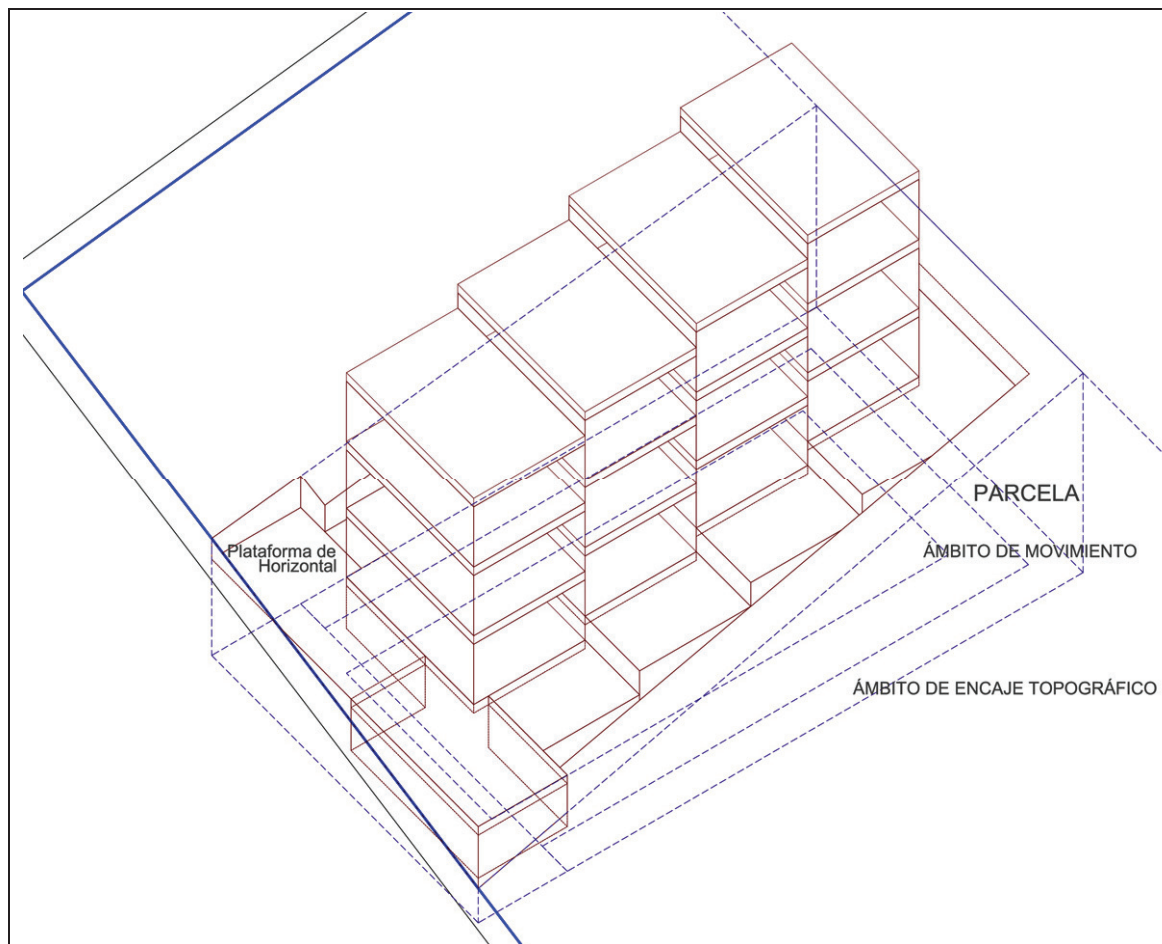 PARCELA
Plataforma de
Horizontal
ÁMBITO DE MOVIMIENTO
ÁMBITO DE ENCAJE TOPOGRÁFICO